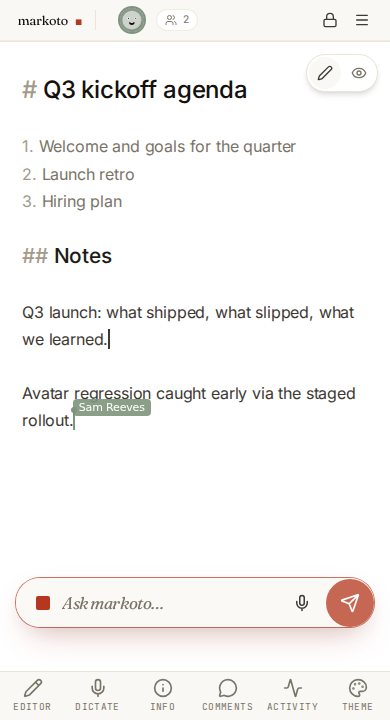 markoto
2
# Q3 kickoff agenda
1. Welcome and goals for the quarter
2. Launch retro
3. Hiring plan
## Notes
Q3 launch: what shipped, what slipped, what
we learned.
Avatar regression caught early via the staged
rollout.
Sam Reeves
Ask markoto...
EDITOR
DICTATE
INFO
COMMENTS
ACTIVITY
THEME